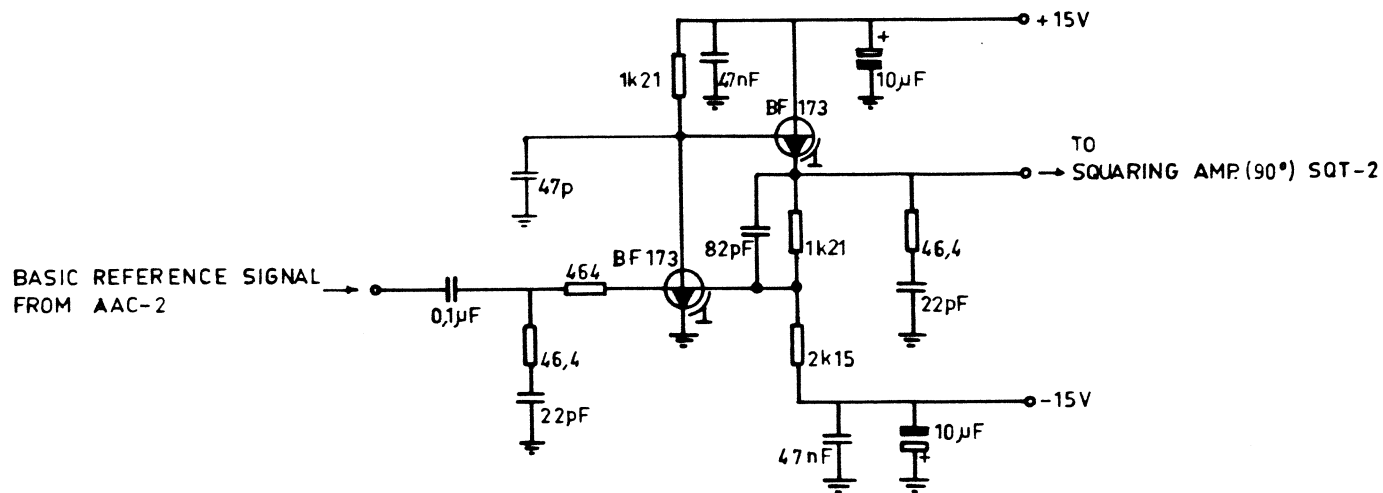 +15V
1k21
47nF
+
10µF
BF 173
TO
SQUARING AMP.(90°) SQT-2
47p
82pF
1k21
46,4
BF 173
464
BASIC REFERENCE SIGNAL
FROM AAC-2
22pF
0,1µF
46,4
2k15
22pF
-15V
10µF
47nF
+